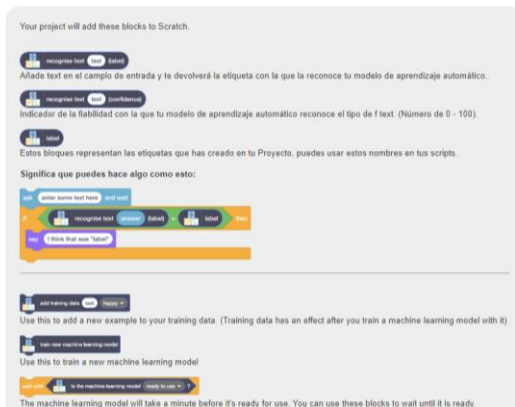 Your project will add these blocks to Scratch.
recognise text text (label)
Añade text en el campo de entrada y te devolverá la etiqueta con la que la reconoce tu modelo de aprendizaje automático.
recognise text text (confidence)
Indicador de la fiabilidad con la que tu modelo de aprendizaje automático reconoce el tipo de f text. (Número de 0 - 100).
label
Estos bloques representan las etiquetas que has creado en tu Proyecto, puedes usar estos nombres en tus scripts.
Significa que puedes hace algo como esto:
ask enter some text here and wait
if recognise text answer (label) = label then
say I think that was "label"
add training data text happy
Use this to add a new example to your training data. (Training data has an effect after you train a machine learning model with it)
train new machine learning model
Use this to train a new machine learning model
wait until is the machine learning model ready to use ?
The machine learning model will take a minute before it's ready for use. You can use these blocks to wait until it is ready.